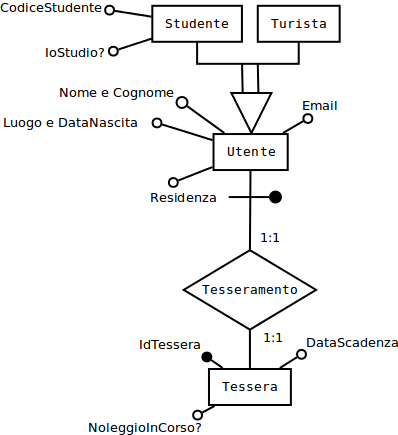 CodiceStudente
Studente
Turista
IoStudio?
Nome e Cognome
Email
Luogo e DataNascita
Utente
Residenza
1:1
Tesseramento
1:1
IdTessera
DataScadenza
Tessera
NoleggioInCorso?